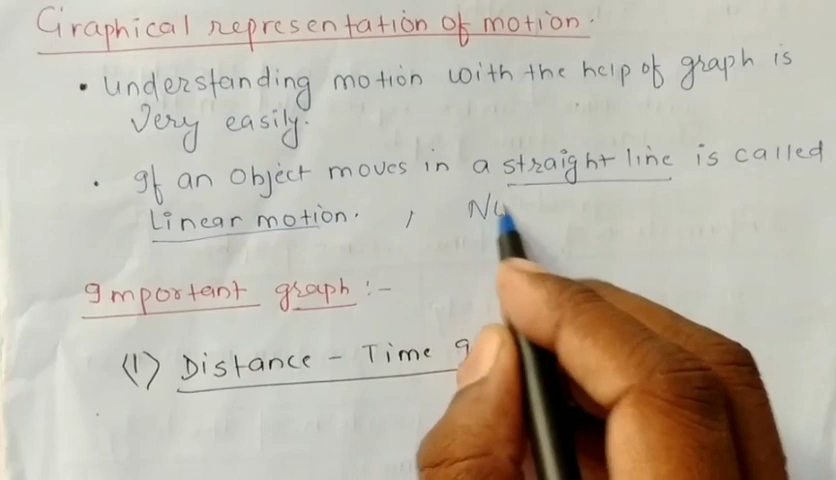 Graphical representation of motion.
• understanding motion with the help of graph is
very easily.
• If an object moves in a straight line is called
Linear motion. ,
Important graph :-
(1) Distance - Time